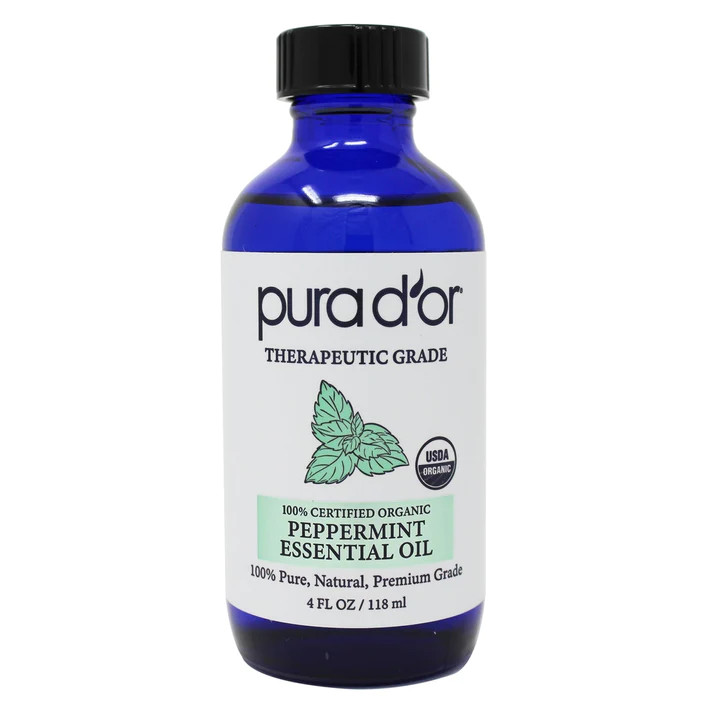 pura d'or
THERAPEUTIC GRADE
USDA
ORGANIC
100% CERTIFIED ORGANIC
PEPPERMINT
ESSENTIAL OIL
100% Pure, Natural, Premium Grade
4 FL OZ / 118 ml